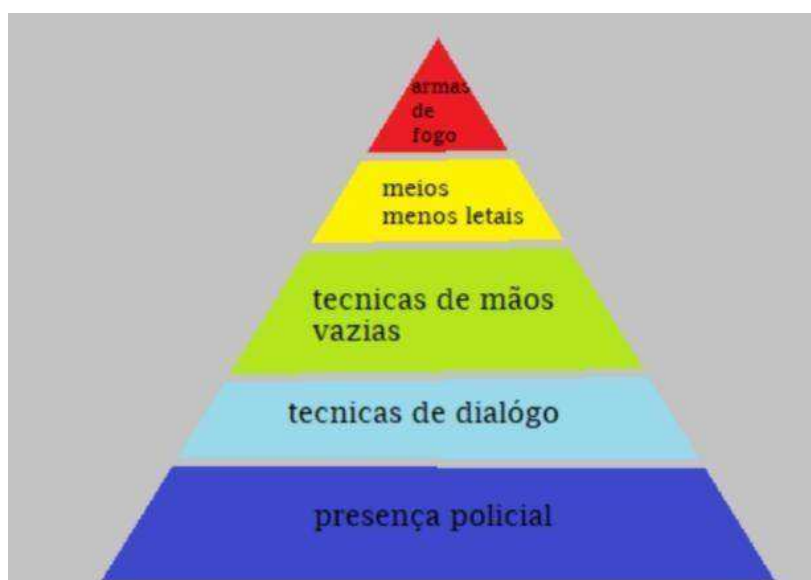 armas
de
fogo
meios
menos letais
tecnicas de mãos
vazias
tecnicas de dialógo
presença policial